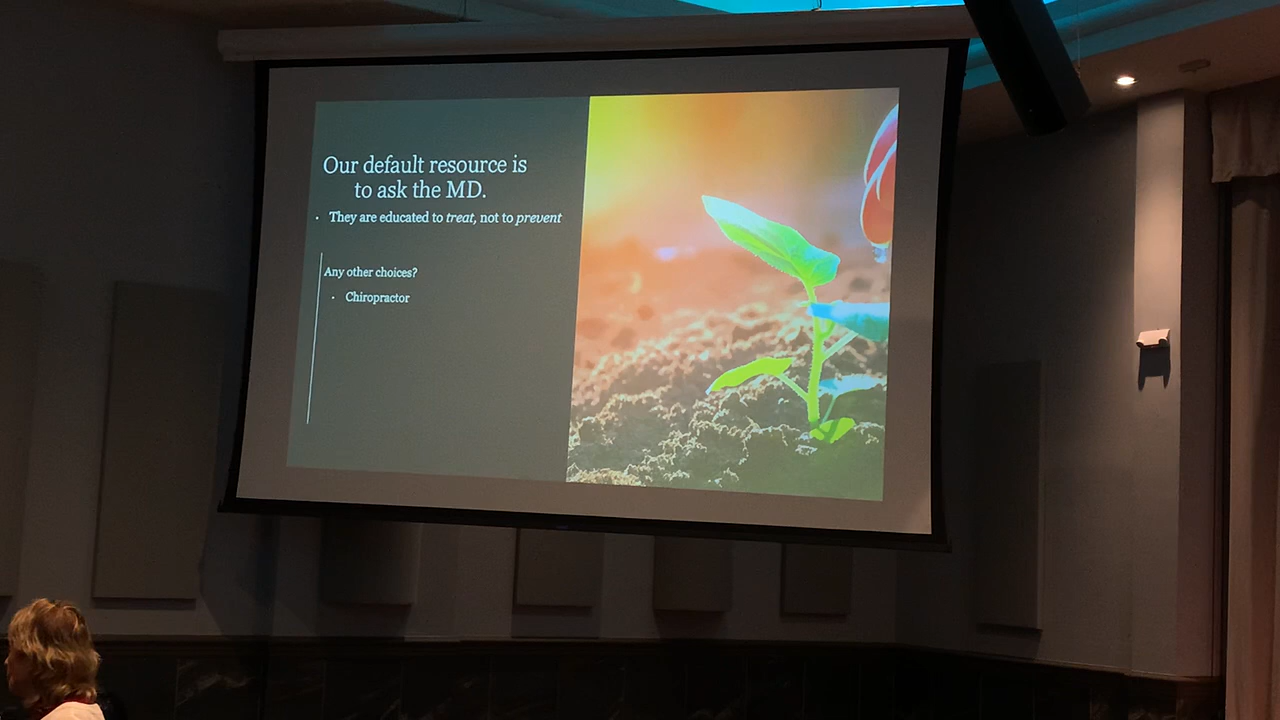 Our default resource is
to ask the MD.
• They are educated to treat, not to prevent
Any other choices?
• Chiropractor